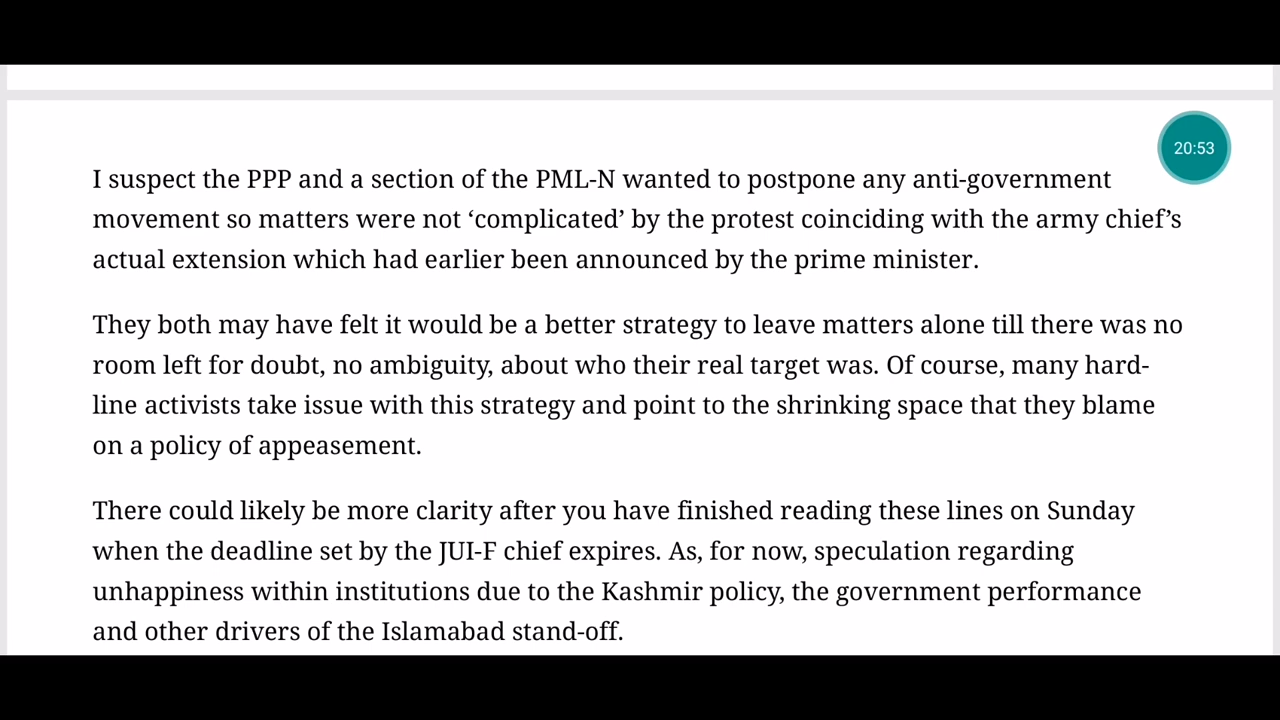 20:53
I suspect the PPP and a section of the PML-N wanted to postpone any anti-government
movement so matters were not ‘complicated’ by the protest coinciding with the army chief’s
actual extension which had earlier been announced by the prime minister.
They both may have felt it would be a better strategy to leave matters alone till there was no
room left for doubt, no ambiguity, about who their real target was. Of course, many hard-
line activists take issue with this strategy and point to the shrinking space that they blame
on a policy of appeasement.
There could likely be more clarity after you have finished reading these lines on Sunday
when the deadline set by the JUI-F chief expires. As, for now, speculation regarding
unhappiness within institutions due to the Kashmir policy, the government performance
and other drivers of the Islamabad stand-off.